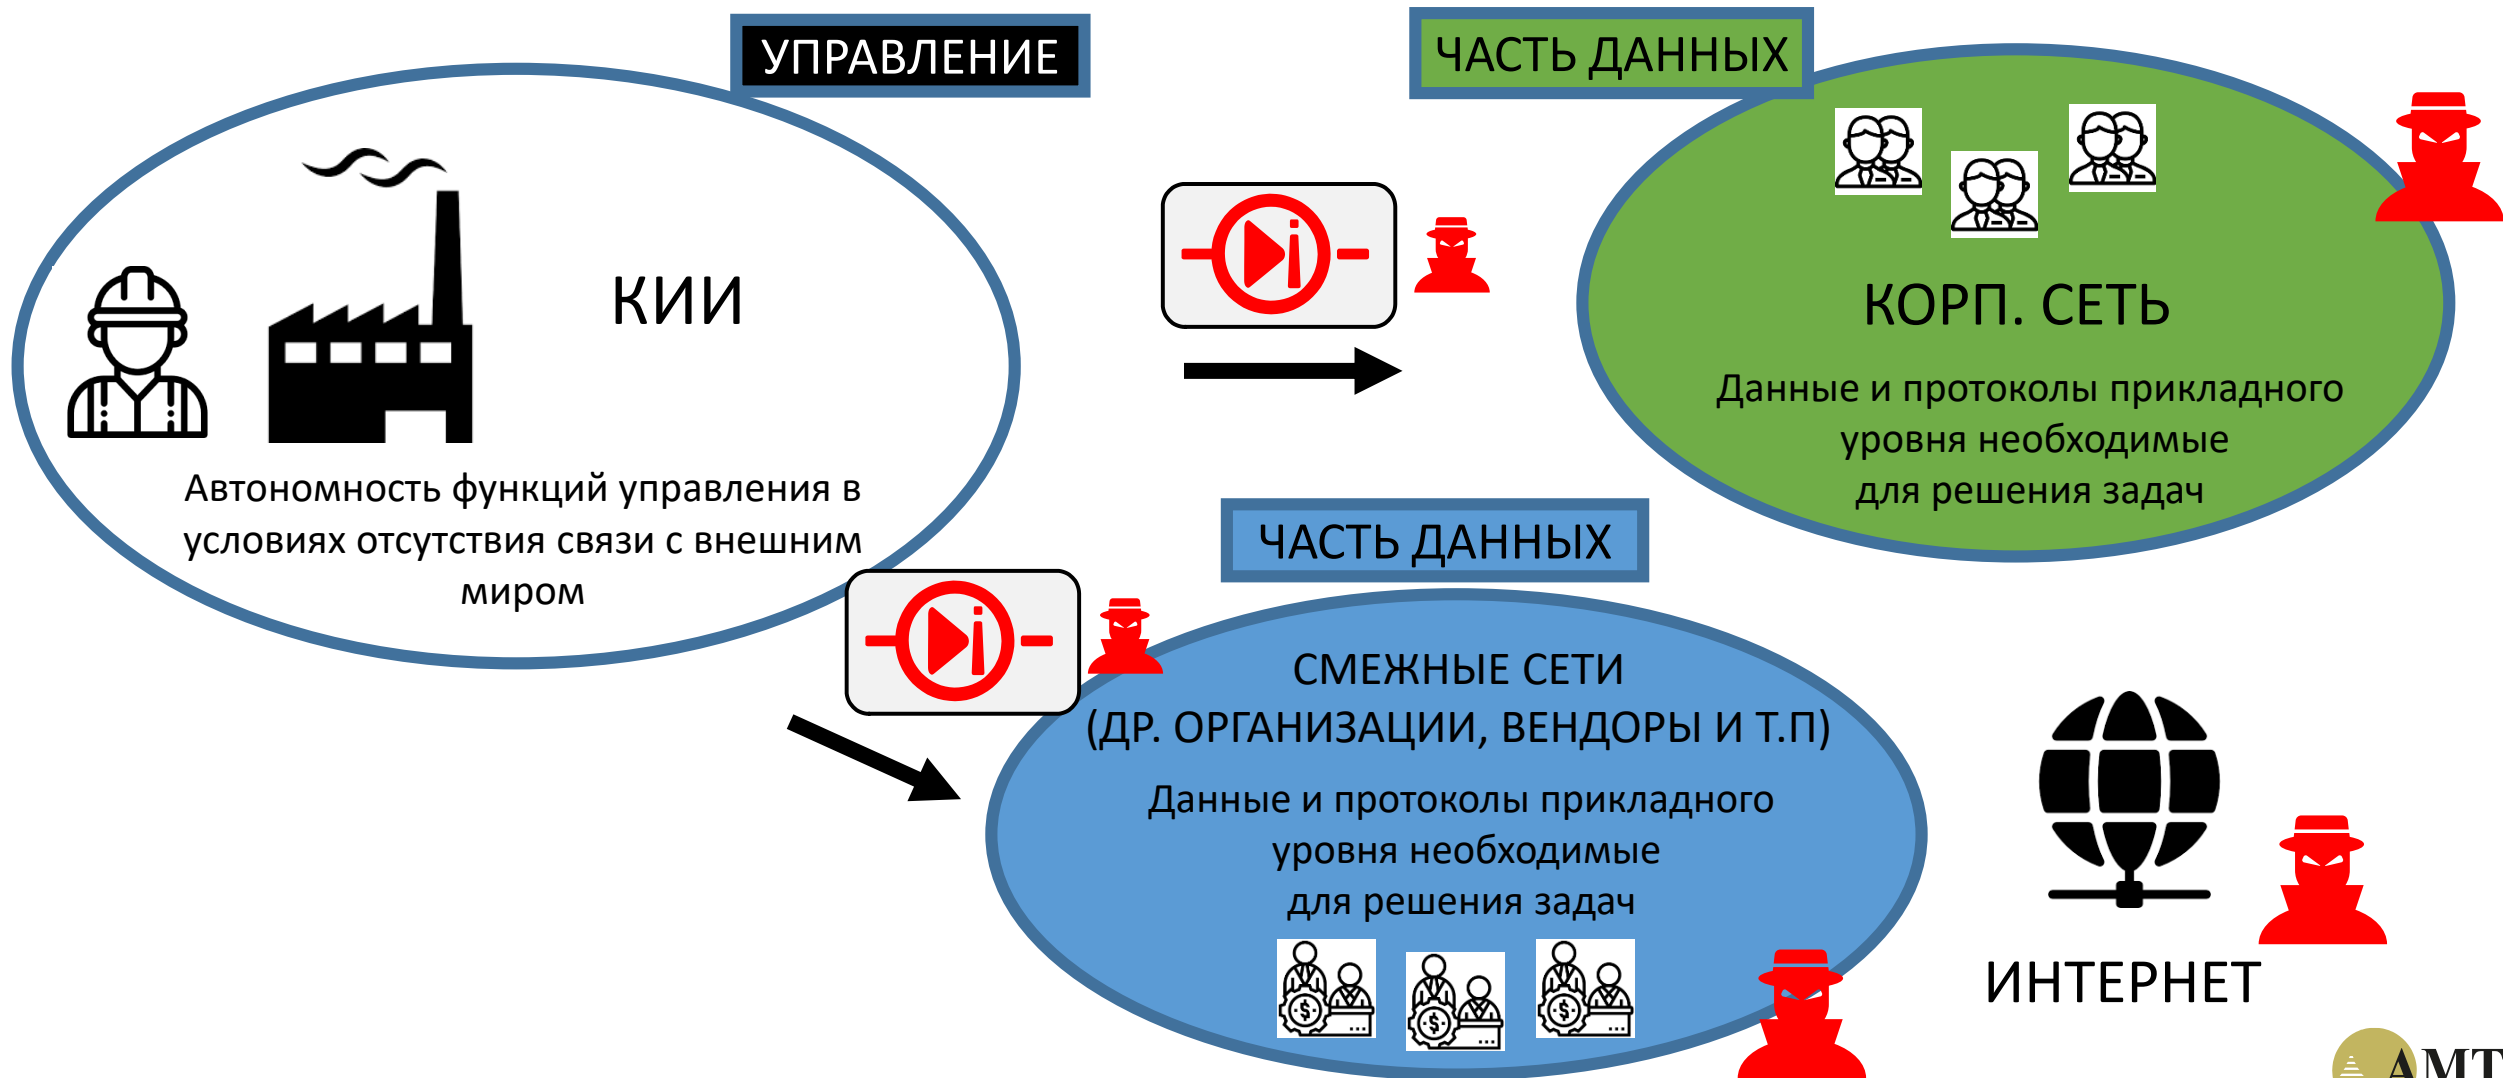 УПРАВЛЕНИЕ
ЧАСТЬ ДАННЫХ
КИИ
Автономность функций управления в
условиях отсутствия связи с внешним
миром
КОРП. СЕТЬ
Данные и протоколы прикладного
уровня необходимые
для решения задач
ЧАСТЬ ДАННЫХ
СМЕЖНЫЕ СЕТИ
(ДР. ОРГАНИЗАЦИИ, ВЕНДОРЫ И Т.П)
Данные и протоколы прикладного
уровня необходимые
для решения задач
ИНТЕРНЕТ
АМТ